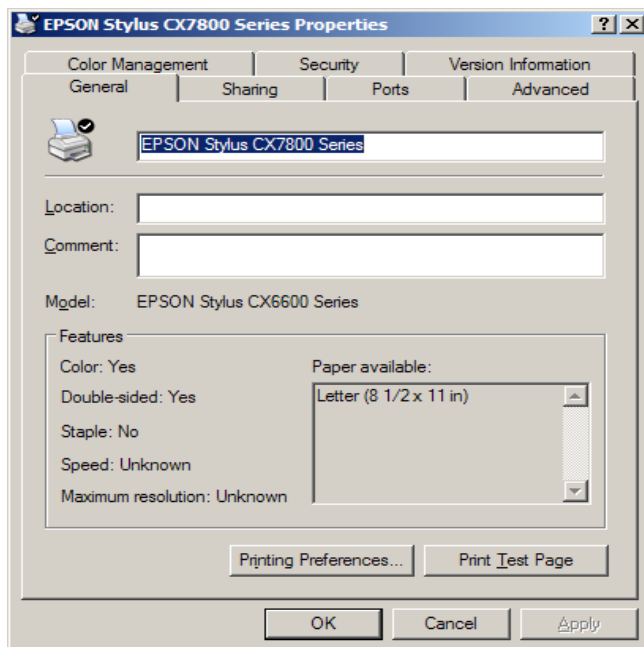 EPSON Stylus CX7800 Series Properties
Color Management Security Version Information
General Sharing Ports Advanced
EPSON Stylus CX7800 Series
Location:
Comment:
Model: EPSON Stylus CX6600 Series
Features
Color: Yes Paper available:
Double-sided: Yes Letter (8 1/2 x 11 in)
Staple: No
Speed: Unknown
Maximum resolution: Unknown
Printing Preferences... Print Test Page
OK Cancel Apply